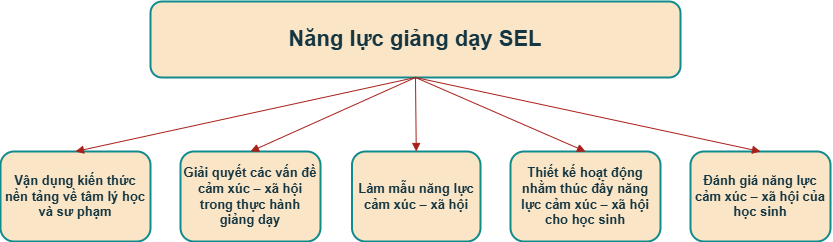 Năng lực giảng dạy SEL
Vận dụng kiến thức
nền tảng về tâm lý học
và sư phạm
Giải quyết các vấn đề
cảm xúc – xã hội
trong thực hành
giảng dạy
Làm mẫu năng lực
cảm xúc – xã hội
Thiết kế hoạt động
nhằm thúc đẩy năng
lực cảm xúc – xã hội
cho học sinh
Đánh giá năng lực
cảm xúc – xã hội của
học sinh